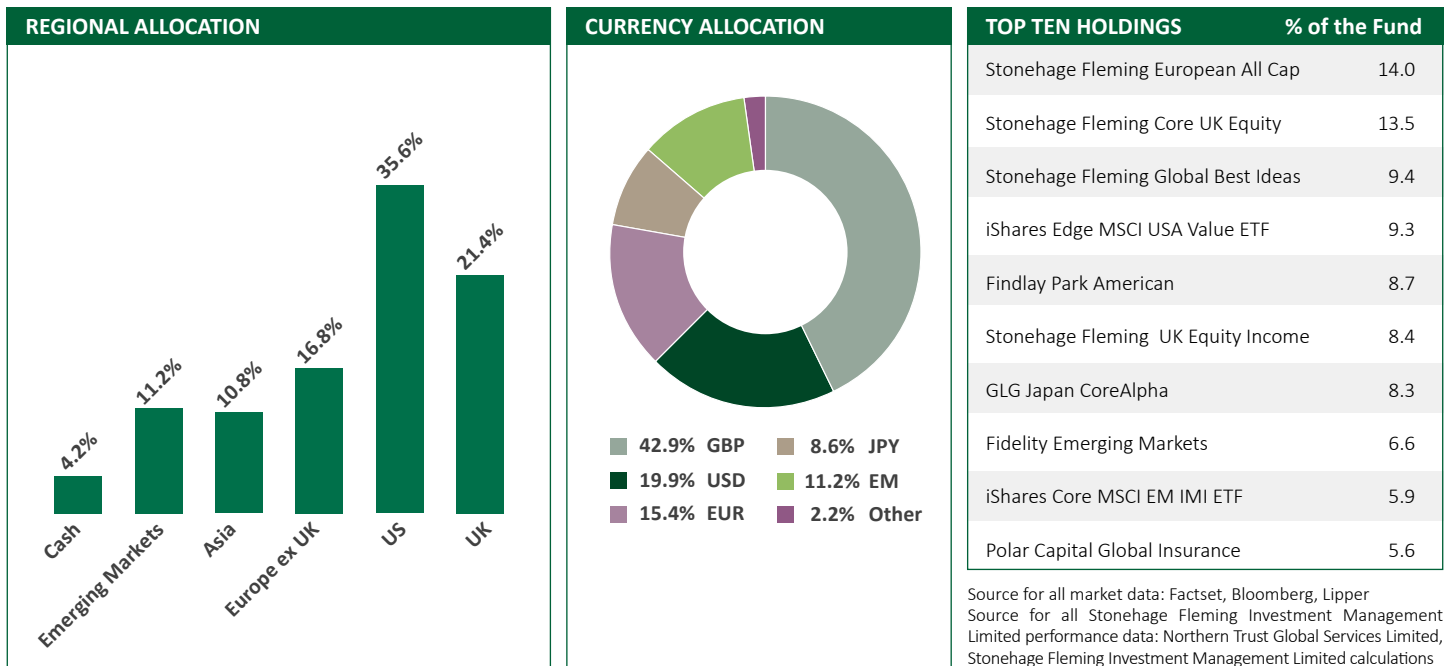 REGIONAL ALLOCATION
4.2%
11.2%
10.8%
16.8%
35.6%
21.4%
Cash
Emerging Markets
Asia
Europe ex UK
US
UK
CURRENCY ALLOCATION
42.9% GBP
8.6% JPY
19.9% USD
11.2% EM
15.4% EUR
2.2% Other
TOP TEN HOLDINGS % of the Fund
Stonehage Fleming European All Cap 14.0
Stonehage Fleming Core UK Equity 13.5
Stonehage Fleming Global Best Ideas 9.4
iShares Edge MSCI USA Value ETF 9.3
Findlay Park American 8.7
Stonehage Fleming UK Equity Income 8.4
GLG Japan CoreAlpha 8.3
Fidelity Emerging Markets 6.6
iShares Core MSCI EM IMI ETF 5.9
Polar Capital Global Insurance 5.6
Source for all market data: Factset, Bloomberg, Lipper
Source for all Stonehage Fleming Investment Management
Limited performance data: Northern Trust Global Services Limited,
Stonehage Fleming Investment Management Limited calculations